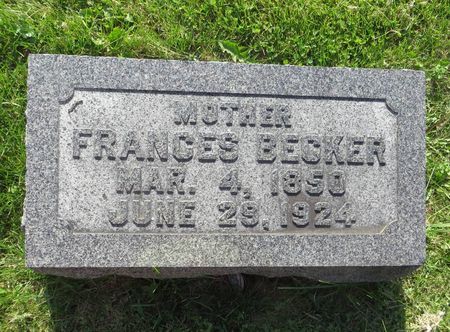 MOTHER
FRANCES BECKER
MAR. 4, 1850
JUNE 29, 1924